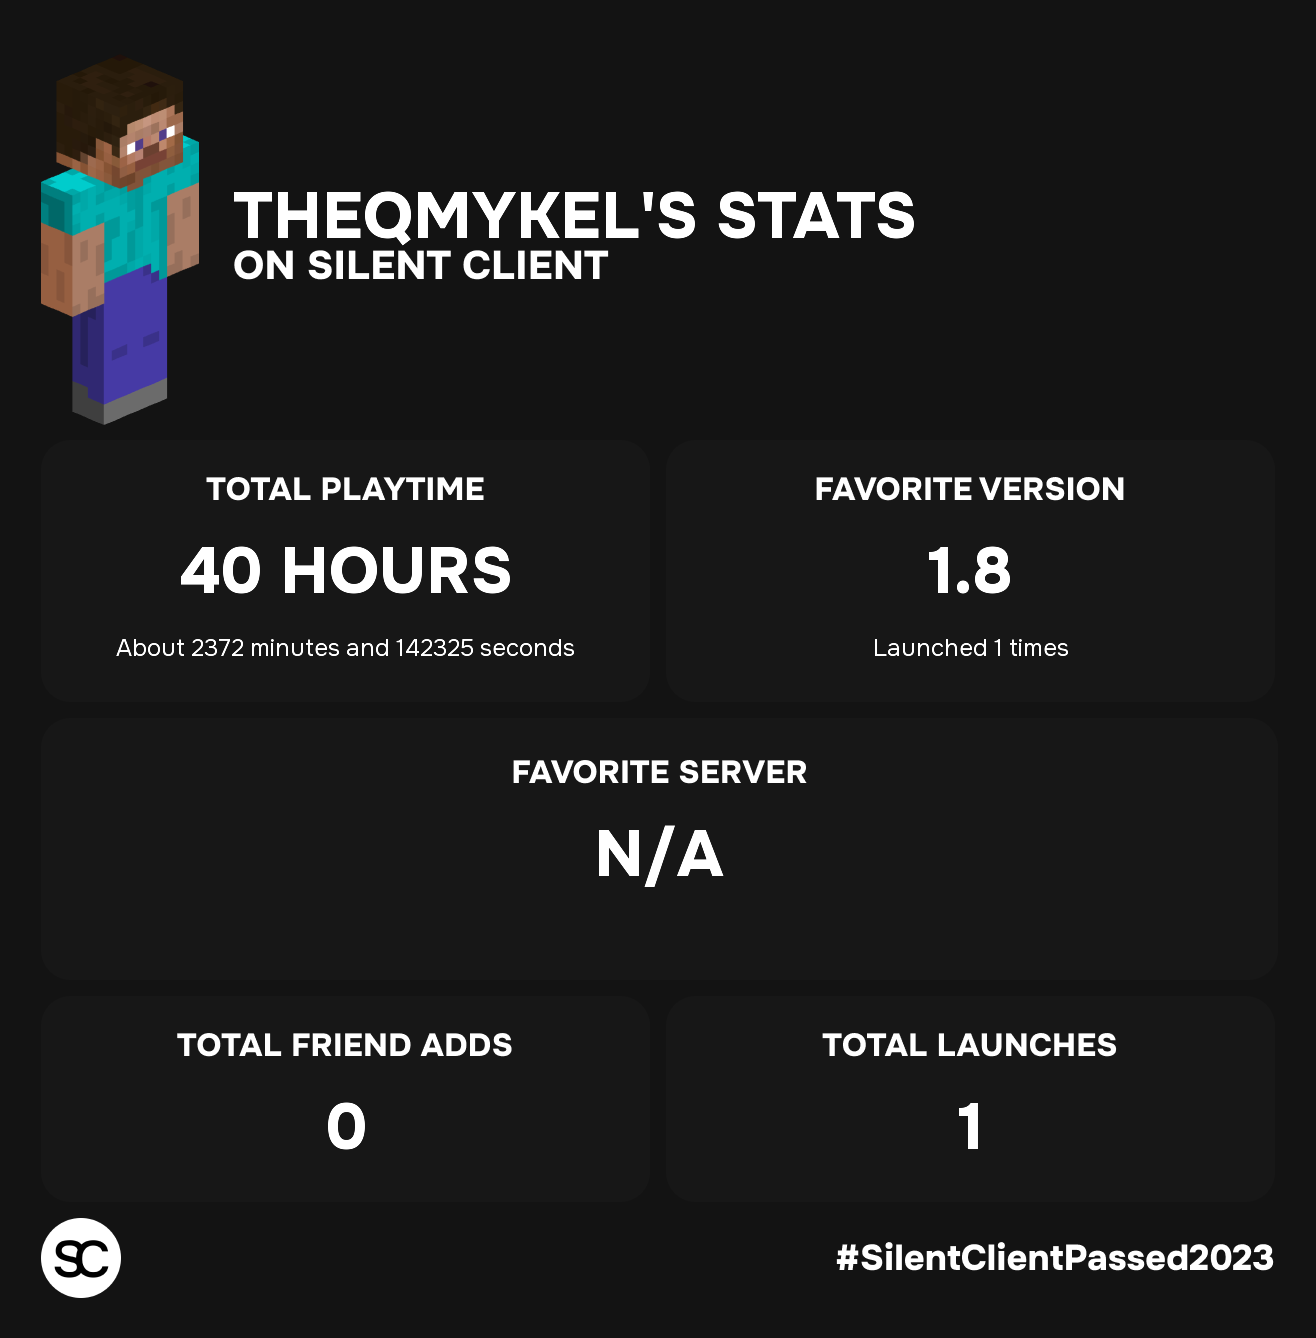 THEQMYKEL'S STATS
ON SILENT CLIENT
TOTAL PLAYTIME
40 HOURS
About 2372 minutes and 142325 seconds
FAVORITE VERSION
1.8
Launched 1 times
FAVORITE SERVER
N/A
TOTAL FRIEND ADDS
0
TOTAL LAUNCHES
1
SC
#SilentClientPassed2023